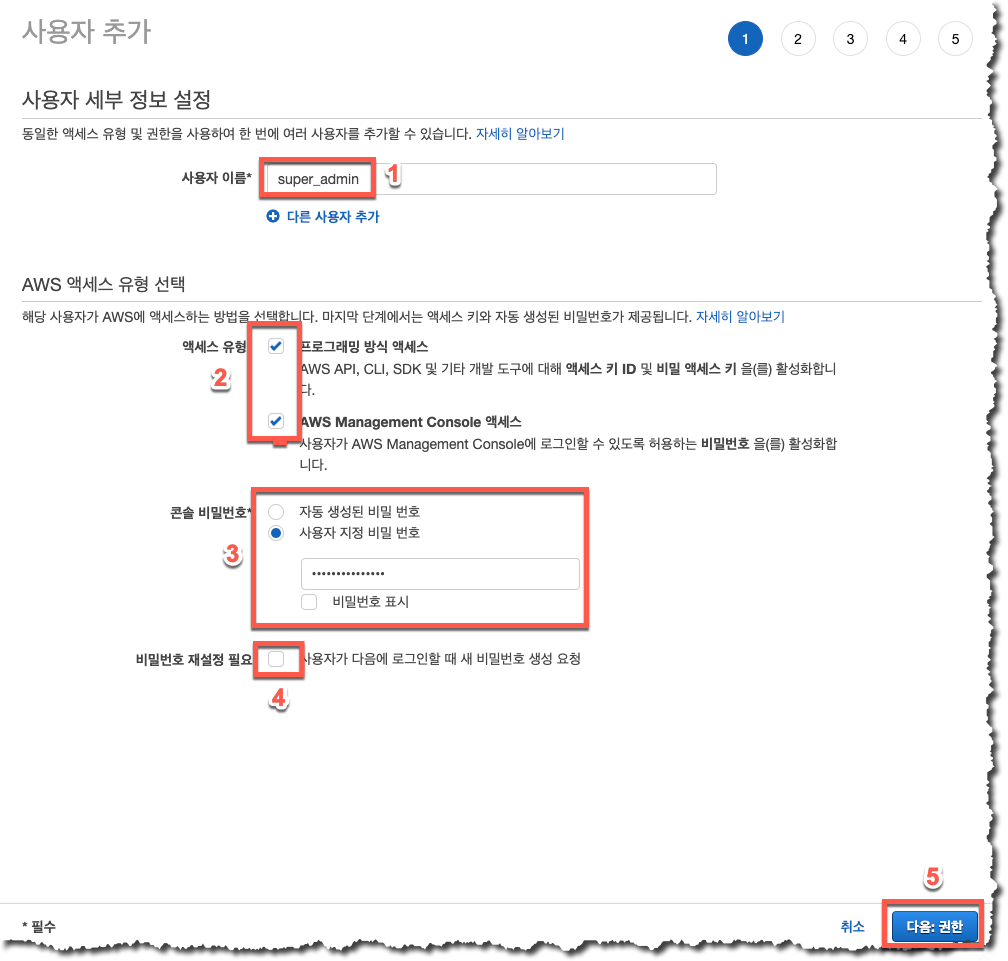 사용자 추가
1 2 3 4 5
사용자 세부 정보 설정
동일한 액세스 유형 및 권한을 사용하여 한 번에 여러 사용자를 추가할 수 있습니다. 자세히 알아보기
사용자 이름* super_admin 1
다른 사용자 추가
AWS 액세스 유형 선택
해당 사용자가 AWS에 액세스하는 방법을 선택합니다. 마지막 단계에서는 액세스 키와 자동 생성된 비밀번호가 제공됩니다. 자세히 알아보기
액세스 유형 프로그래밍 방식 액세스
2 AWS API, CLI, SDK 및 기타 개발 도구에 대해 액세스 키 ID 및 비밀 액세스 키 을(를) 활성화합니
다.
AWS Management Console 액세스
사용자가 AWS Management Console에 로그인할 수 있도록 허용하는 비밀번호 을(를) 활성화합
니다.
콘솔 비밀번호* 자동 생성된 비밀 번호
사용자 지정 비밀 번호
3
•••••••••••••••
비밀번호 표시
비밀번호 재설정 필요 사용자가 다음에 로그인할 때 새 비밀번호 생성 요청
4
5
* 필수 취소 다음: 권한